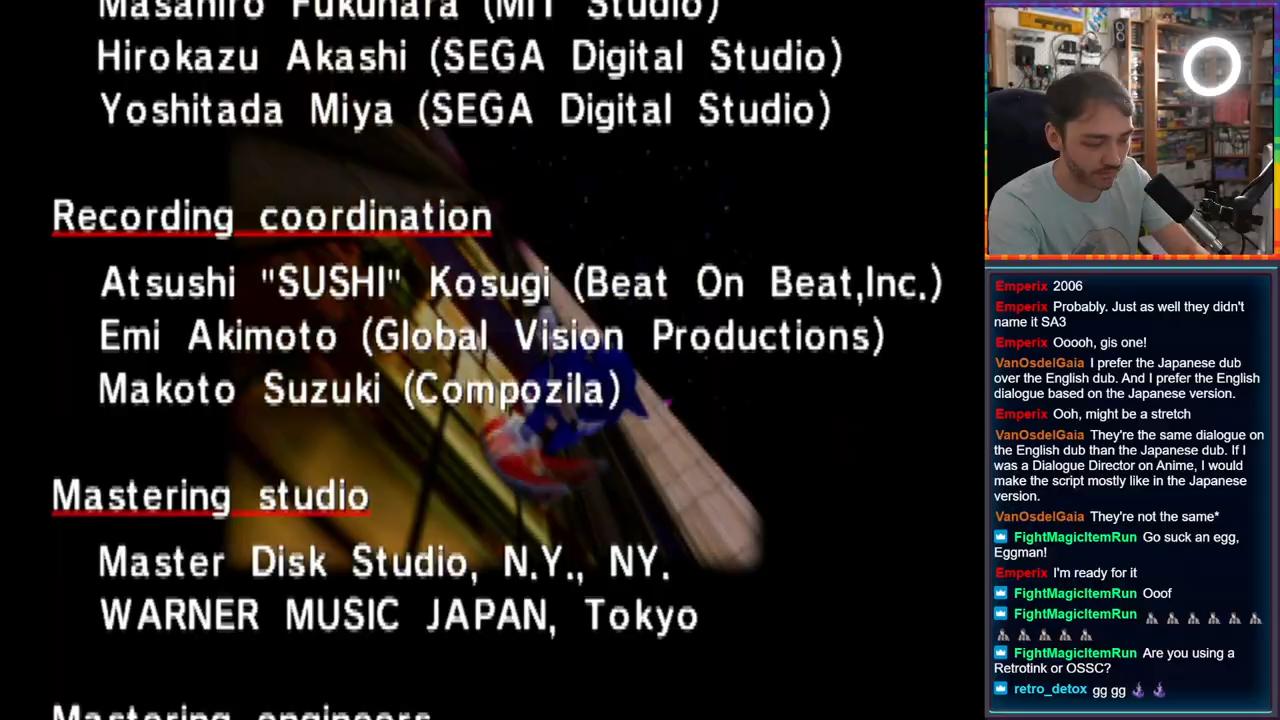 Masahiro Fukuhara (MIT Studio)
Hirokazu Akashi (SEGA Digital Studio)
Yoshitada Miya (SEGA Digital Studio)
Recording coordination
Atsushi "SUSHI" Kosugi (Beat On Beat,Inc.)
Emi Akimoto (Global Vision Productions)
Makoto Suzuki (Compozila)
Mastering studio
Master Disk Studio, N.Y., NY.
WARNER MUSIC JAPAN, Tokyo
Mastering engineers
Emperix 2006
Emperix Probably. Just as well they didn't
name it SA3
Emperix Ooooh, gis one!
VanOsdelGaia I prefer the Japanese dub
over the English dub. And I prefer the English
dialogue based on the Japanese version.
Emperix Ooh, might be a stretch
VanOsdelGaia They're the same dialogue on
the English dub than the Japanese dub. If I
was a Dialogue Director on Anime, I would
make the script mostly like in the Japanese
version.
VanOsdelGaia They're not the same*
FightMagicItemRun Go suck an egg,
Eggman!
Emperix I'm ready for it
FightMagicItemRun Ooof
FightMagicItemRun
FightMagicItemRun Are you using a
Retrotink or OSSC?
retro_detox gg gg